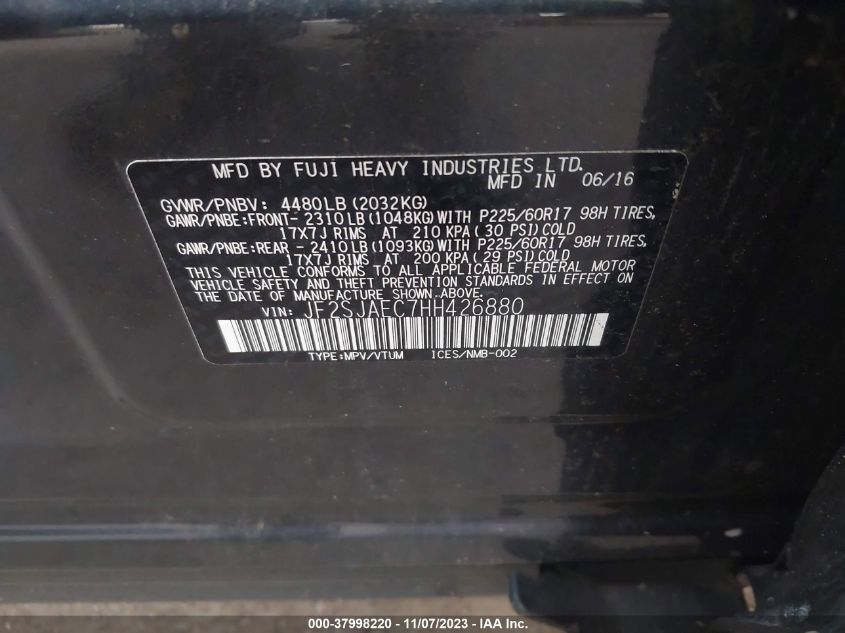 MFD BY FUJI HEAVY INDUSTRIES LTD.
MFD IN 06/16
GVWR/PNBV: 4480LB (2032KG)
GAWR/PNBE:FRONT- 2310LB (1048KG) WITH P225/60R17 98H TIRES,
17X7J RIMS AT 210 KPA (30 PSI) COLD
GAWR/PNBE:REAR - 2410LB (1093KG) WITH P225/60R17 98H TIRES,
17X7J RIMS AT 200 KPA (29 PSI) COLD
THIS VEHICLE CONFORMS TO ALL APPLICABLE FEDERAL MOTOR
VEHICLE SAFETY AND THEFT PREVENTION STANDARDS IN EFFECT ON
THE DATE OF MANUFACTURE SHOWN ABOVE.
VIN: JF2SJAEC7HH426880
TYPE:MPV/VTUM ICES/NMB-002
000-37998220 - 11/07/2023 - IAA Inc.